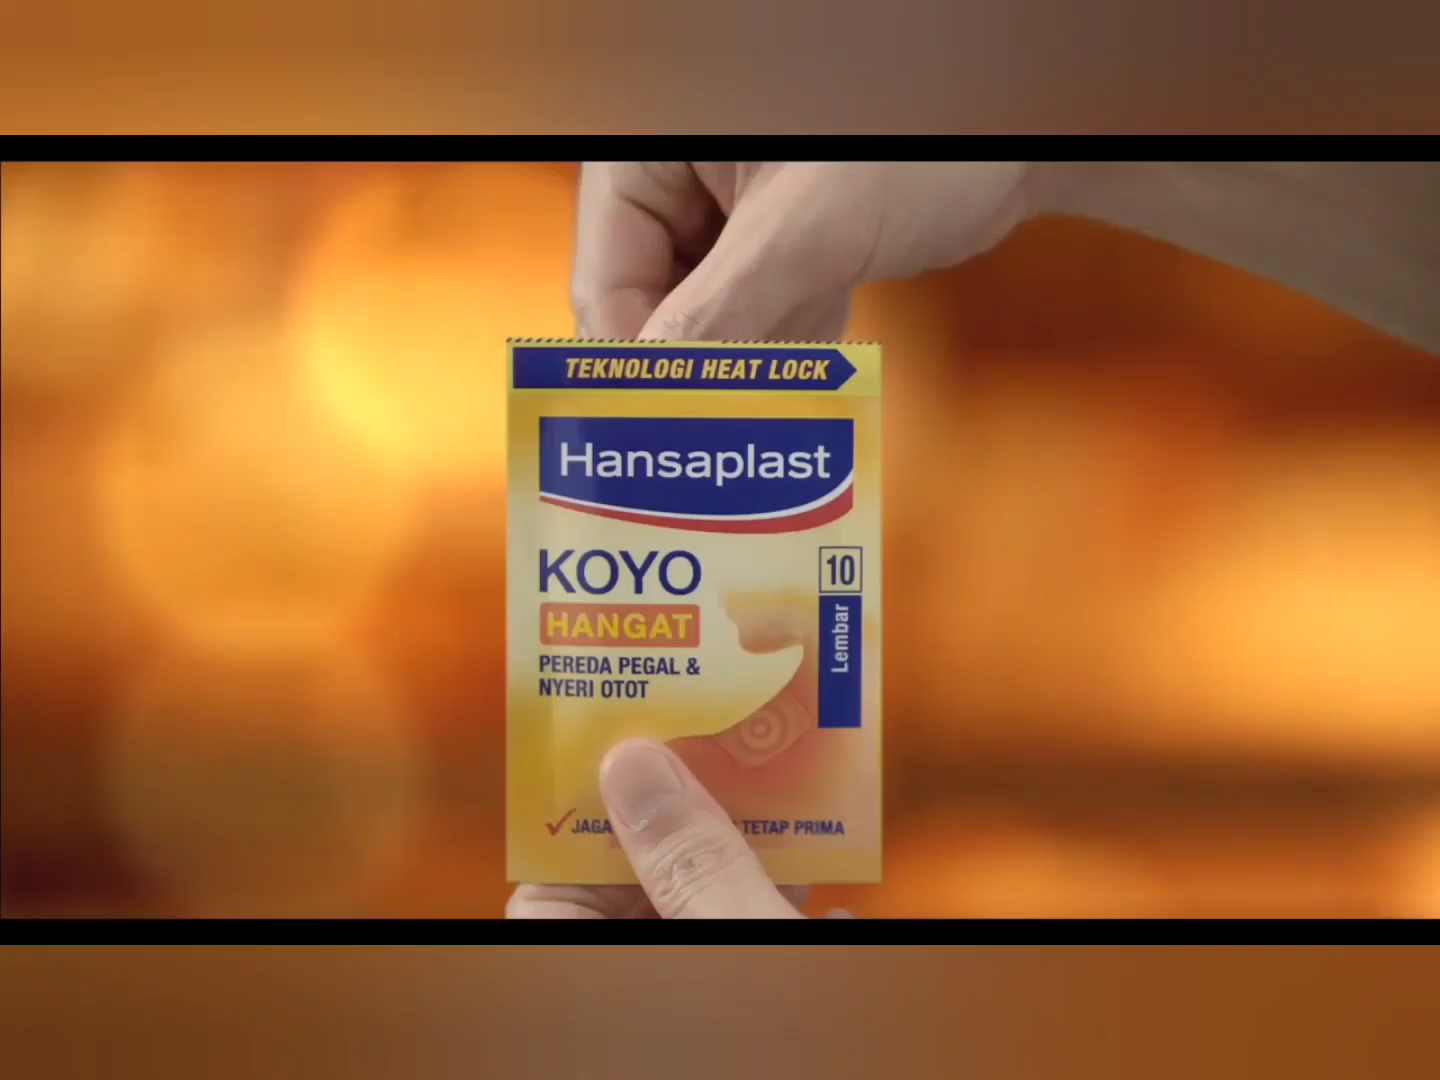 TEKNOLOGI HEAT LOCK
Hansaplast
KOYO
HANGAT
PEREDA PEGAL &
NYERI OTOT
10
Lembar
JAGA TETAP PRIMA